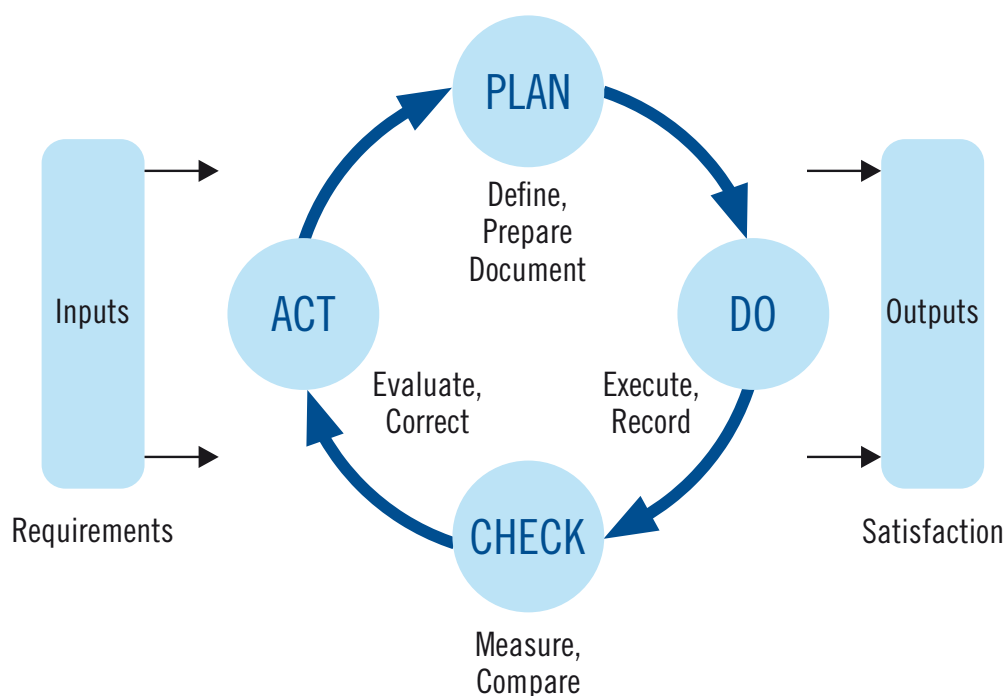 PLAN
Define,
Prepare
Document
Inputs
ACT
DO
Outputs
Evaluate,
Correct
Execute,
Record
Requirements
CHECK
Satisfaction
Measure,
Compare